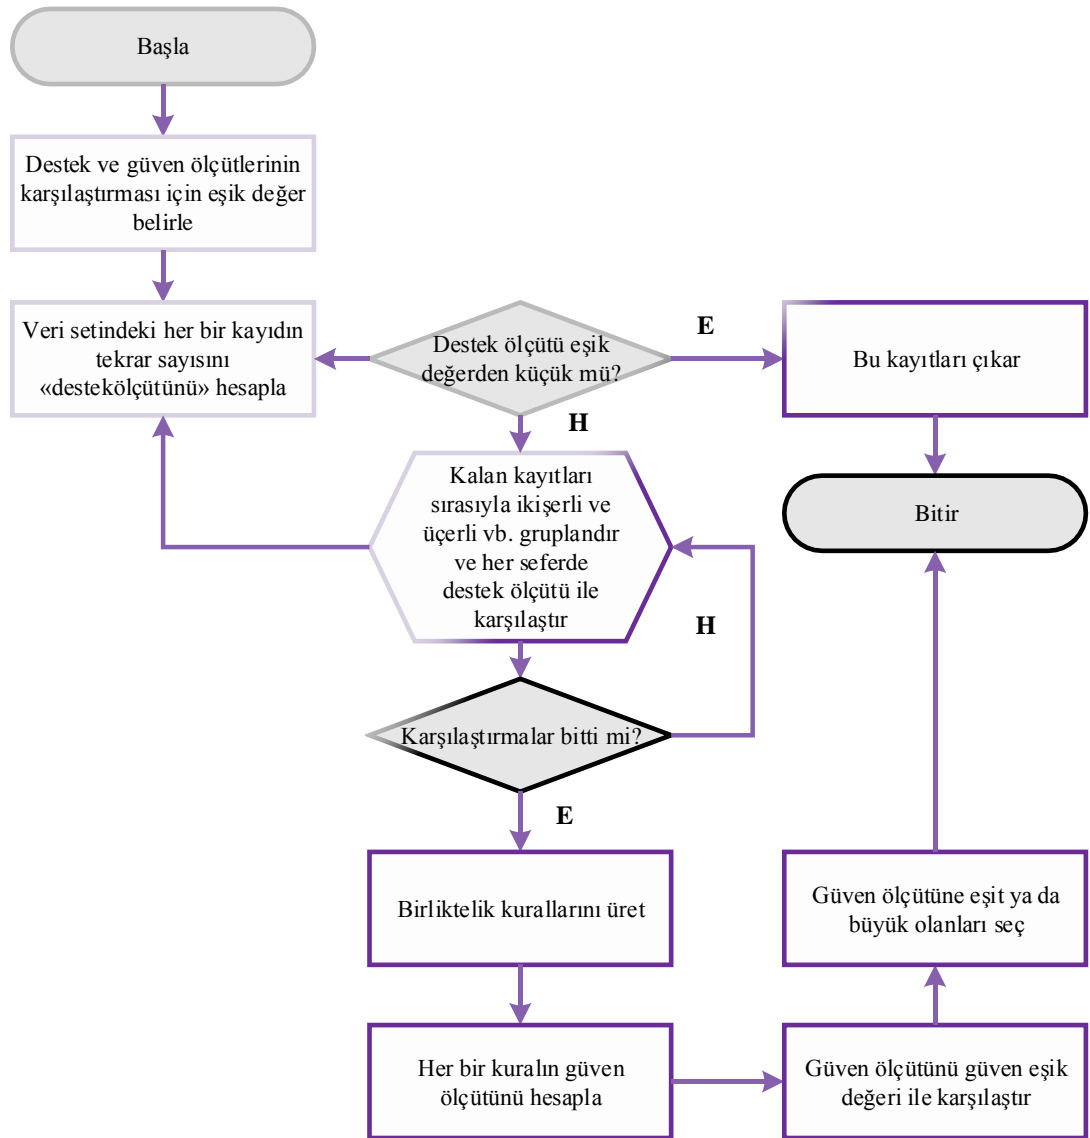 Başla
Destek ve güven ölçütlerinin
karşılaştırması için eşik değer
belirle
Veri setindeki her bir kayıdın
tekrar sayısını
«destekölçütünü» hesapla
Destek ölçütü eşik
değerden küçük mü?
E
Bu kayıtları çıkar
H
Kalan kayıtları
sırasıyla ikişerli ve
üçerli vb. gruplandır
ve her seferde
destek ölçütü ile
karşılaştır
Bitir
H
Karşılaştırmalar bitti mi?
E
Birliktelik kurallarını üret
Güven ölçütüne eşit ya da
büyük olanları seç
Her bir kuralın güven
ölçütünü hesapla
Güven ölçütünü güven eşik
değeri ile karşılaştır